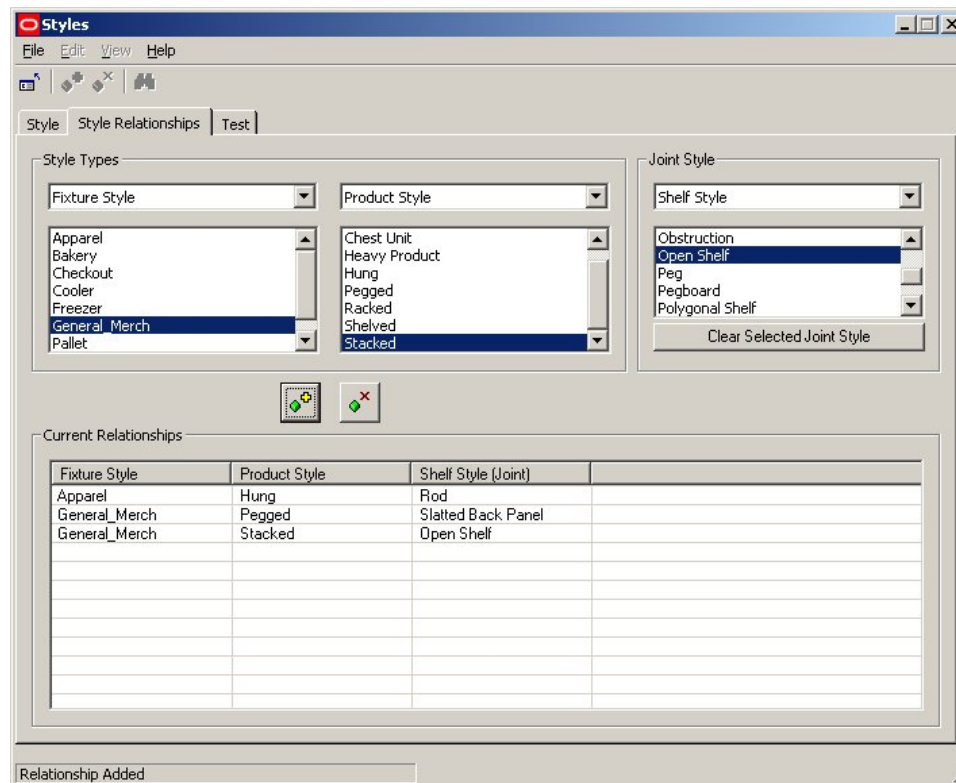 Styles
File Edit View Help
Style Style Relationships Test
Style Types
Joint Style
Fixture Style
Product Style
Shelf Style
Apparel
Bakery
Checkout
Cooler
Freezer
General_Merch
Pallet
Chest Unit
Heavy Product
Hung
Pegged
Racked
Shelved
Stacked
Obstruction
Open Shelf
Peg
Pegboard
Polygonal Shelf
Clear Selected Joint Style
Current Relationships
Fixture Style Product Style Shelf Style (Joint)
Apparel Hung Rod
General_Merch Pegged Slatted Back Panel
General_Merch Stacked Open Shelf
Relationship Added